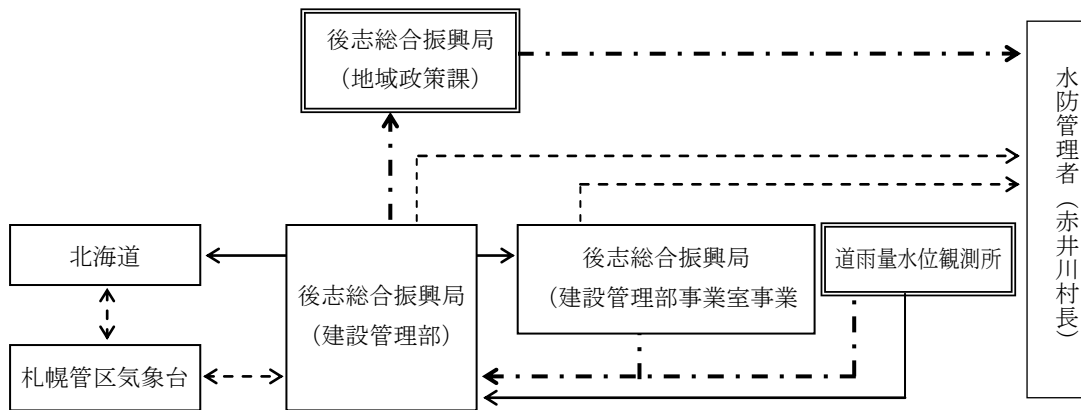 後志総合振興局
（地域政策課）
水防管理者（赤井川村長）
北海道
後志総合振興局
（建設管理部）
後志総合振興局
（建設管理部事業室事業
道雨量水位観測所
札幌管区気象台